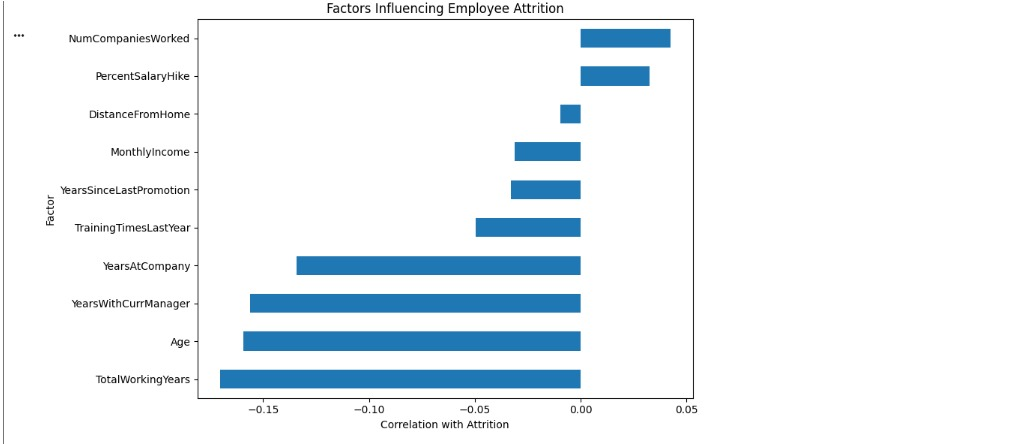 Factors Influencing Employee Attrition
...
NumCompaniesWorked
PercentSalaryHike
DistanceFromHome
MonthlyIncome
YearsSinceLastPromotion
TrainingTimesLastYear
YearsAtCompany
YearsWithCurrManager
Age
TotalWorkingYears
Factor
−0.15 −0.10 −0.05 0.00 0.05
Correlation with Attrition